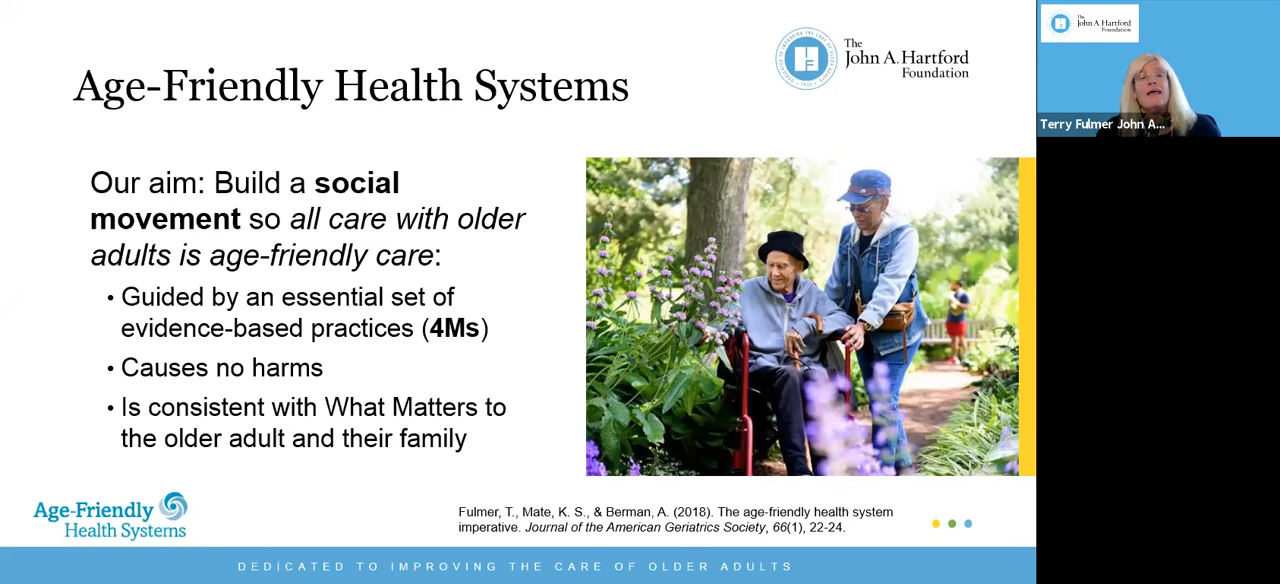 Age-Friendly Health Systems
The
John A. Hartford
Foundation
Our aim: Build a social
movement so all care with older
adults is age-friendly care:
• Guided by an essential set of
evidence-based practices (4Ms)
• Causes no harms
• Is consistent with What Matters to
the older adult and their family
Age-Friendly
Health Systems
Fulmer, T., Mate, K. S., & Berman, A. (2018). The age-friendly health system
imperative. Journal of the American Geriatrics Society, 66(1), 22-24.
DEDICATED TO IMPROVING THE CARE OF OLDER ADULTS
The
John A Hartford
Foundation
Terry Fulmer John A...